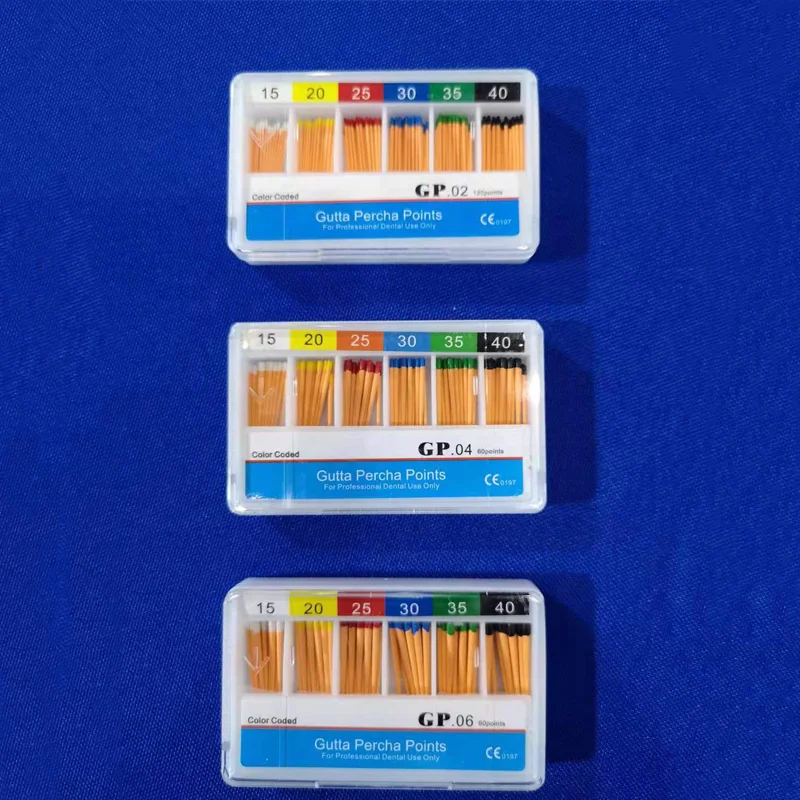 15 20 25 30 35 40
Color Coded GP.02 120points
Gutta Percha Points
For Professional Dental Use Only CE0197
15 20 25 30 35 40
Color Coded GP.04 60points
Gutta Percha Points
For Professional Dental Use Only CE0197
15 20 25 30 35 40
Color Coded GP.06 60points
Gutta Percha Points
For Professional Dental Use Only CE0197